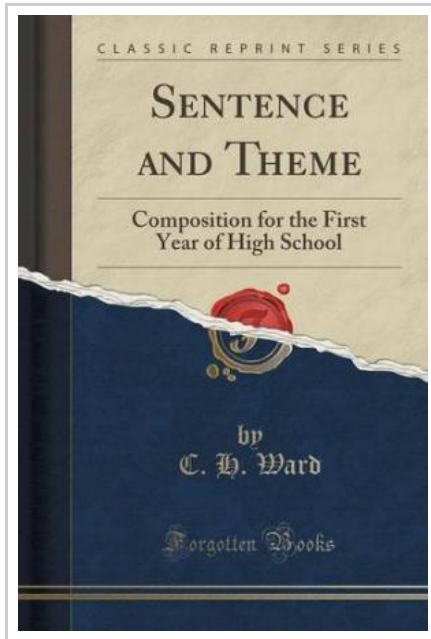 CLASSIC REPRINT SERIES
SENTENCE
AND THEME
Composition for the First
Year of High School
F
by
C. H. Ward
Forgotten Books